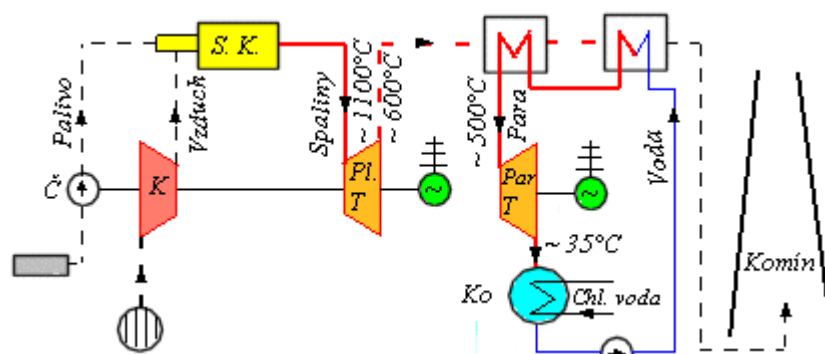 S. K.
Palivo
Vzduch
Spaliny
~ 1100°C
~ 600°C
~ 500°C
Para
Voda
Č
K
Pl.
T
~
Par
T
~
~ 35°C
Ko
Chl. voda
Komín